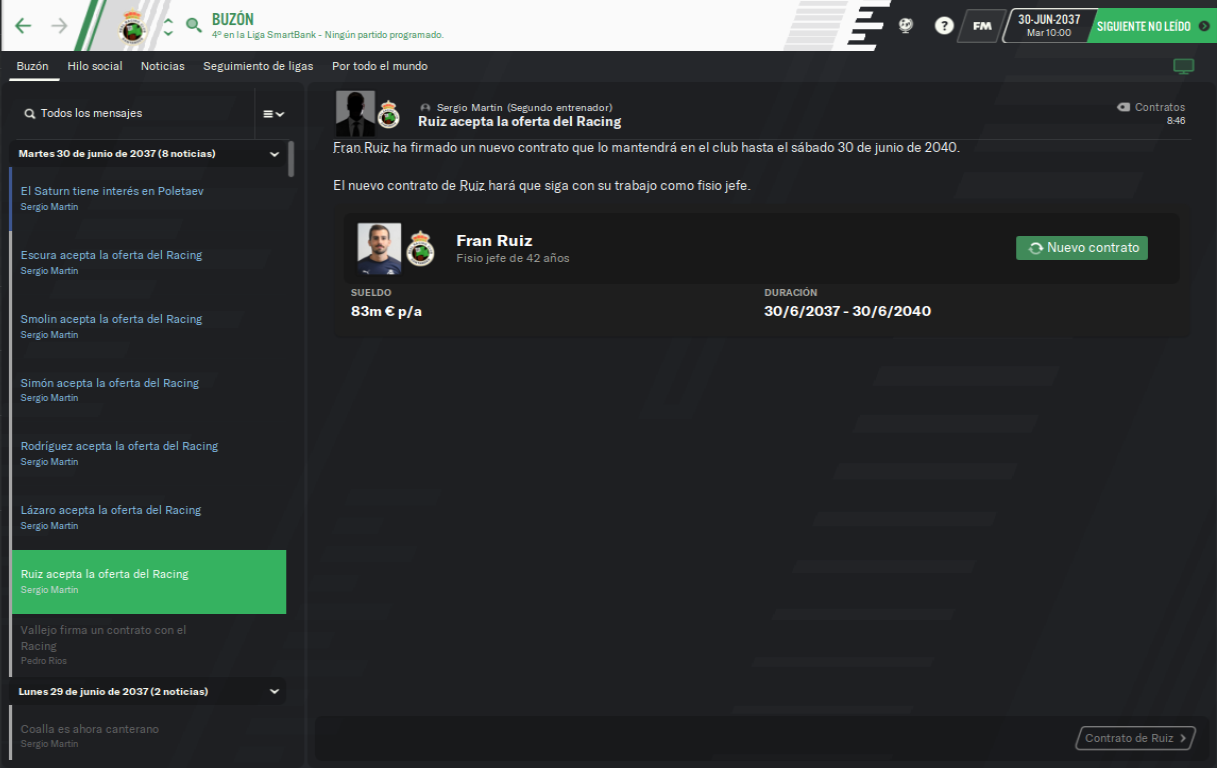 BUZÓN
4º en la Liga SmartBank - Ningún partido programado.
?
FM
30-JUN-2037
Mar 10:00
SIGUIENTE NO LEÍDO
Buzón
Hilo social
Noticias
Seguimiento de ligas
Por todo el mundo
Todos los mensajes
Martes 30 de junio de 2037 (8 noticias)
El Saturn tiene interés en Poletaev
Sergio Martín
Escura acepta la oferta del Racing
Sergio Martín
Smolin acepta la oferta del Racing
Sergio Martín
Simón acepta la oferta del Racing
Sergio Martín
Rodríguez acepta la oferta del Racing
Sergio Martín
Lázaro acepta la oferta del Racing
Sergio Martín
Ruiz acepta la oferta del Racing
Sergio Martín
Vallejo firma un contrato con el
Racing
Pedro Ríos
Lunes 29 de junio de 2037 (2 noticias)
Coalla es ahora canterano
Sergio Martín
Sergio Martín (Segundo entrenador)
Ruiz acepta la oferta del Racing
Contratos
8:46
Fran Ruiz ha firmado un nuevo contrato que lo mantendrá en el club hasta el sábado 30 de junio de 2040.
El nuevo contrato de Ruiz hará que siga con su trabajo como fisio jefe.
Fran Ruiz
Fisio jefe de 42 años
Nuevo contrato
SUELDO
83m € p/a
DURACIÓN
30/6/2037 - 30/6/2040
Contrato de Ruiz